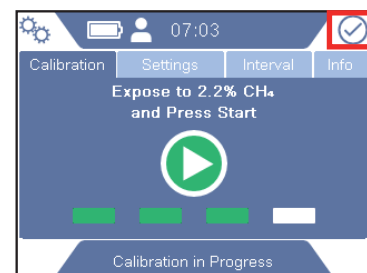 07:03
Calibration Settings Interval Info
Expose to 2.2% CH₄
and Press Start
Calibration in Progress